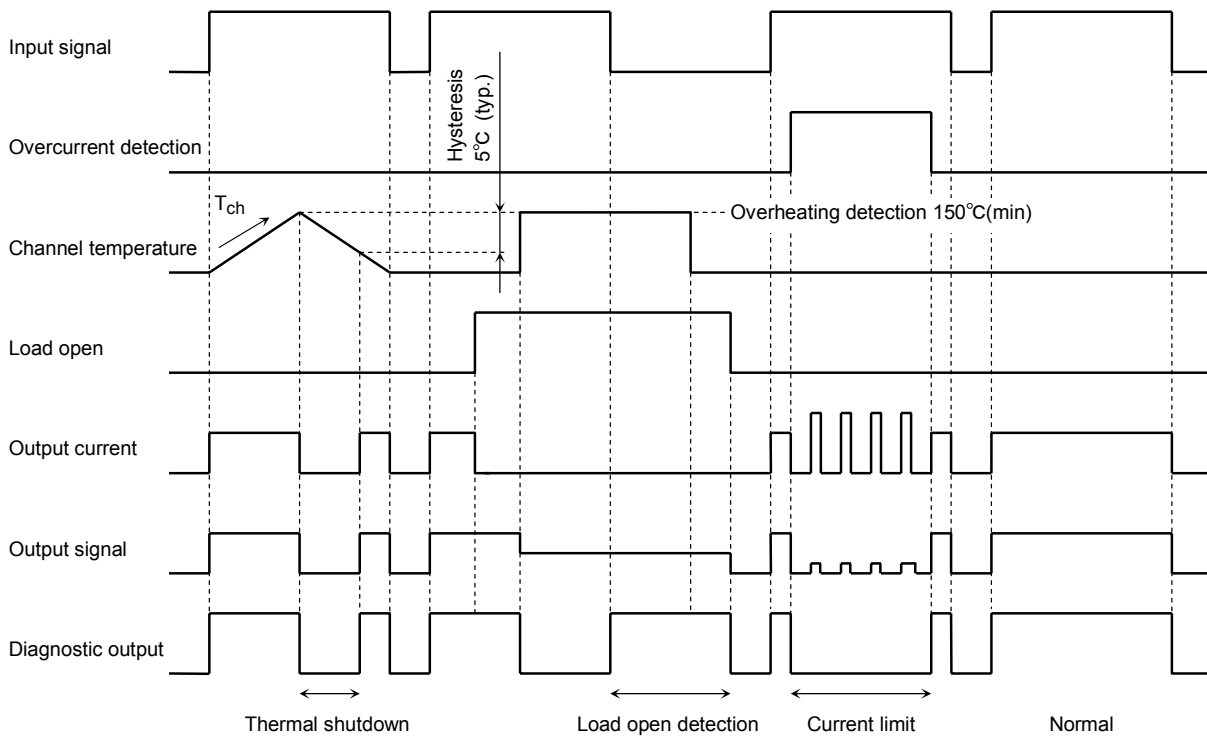 Input signal
Hysteresis
5℃ (typ.)
Overcurrent detection
Tch
Overheating detection 150℃(min)
Channel temperature
Load open
Output current
Output signal
Diagnostic output
Thermal shutdown
Load open detection
Current limit
Normal